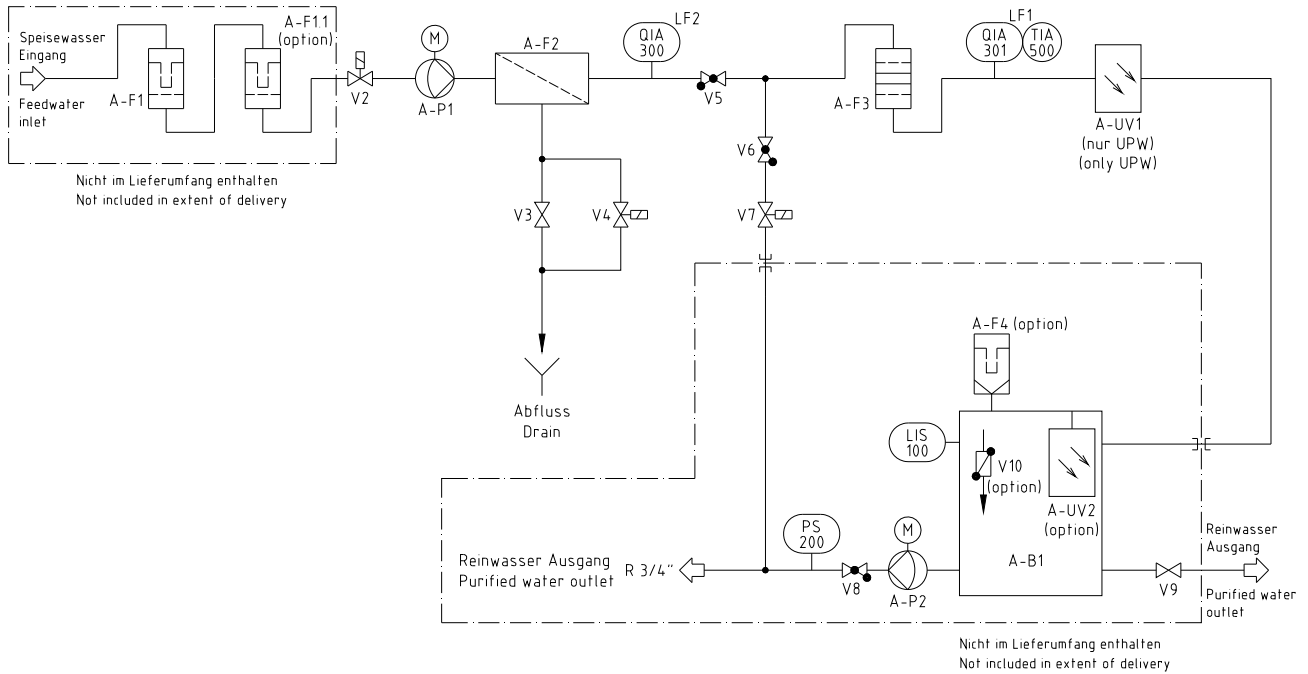 Speisewasser
Eingang
Feedwater
inlet
A-F1
A-F1.1
(option)
V2
M
A-P1
A-F2
QIA
300
LF2
V5
A-F3
LF1
QIA
301
TIA
500
A-UV1
(nur UPW)
(only UPW)
Nicht im Lieferumfang enthalten
Not included in extent of delivery
V6
V3
V4
V7
Abfluss
Drain
A-F4 (option)
LIS
100
V10
(option)
A-UV2
(option)
PS
200
M
Reinwasser Ausgang
Purified water outlet
R 3/4"
V8
A-P2
A-B1
V9
Reinwasser
Ausgang
Purified water
outlet
Nicht im Lieferumfang enthalten
Not included in extent of delivery